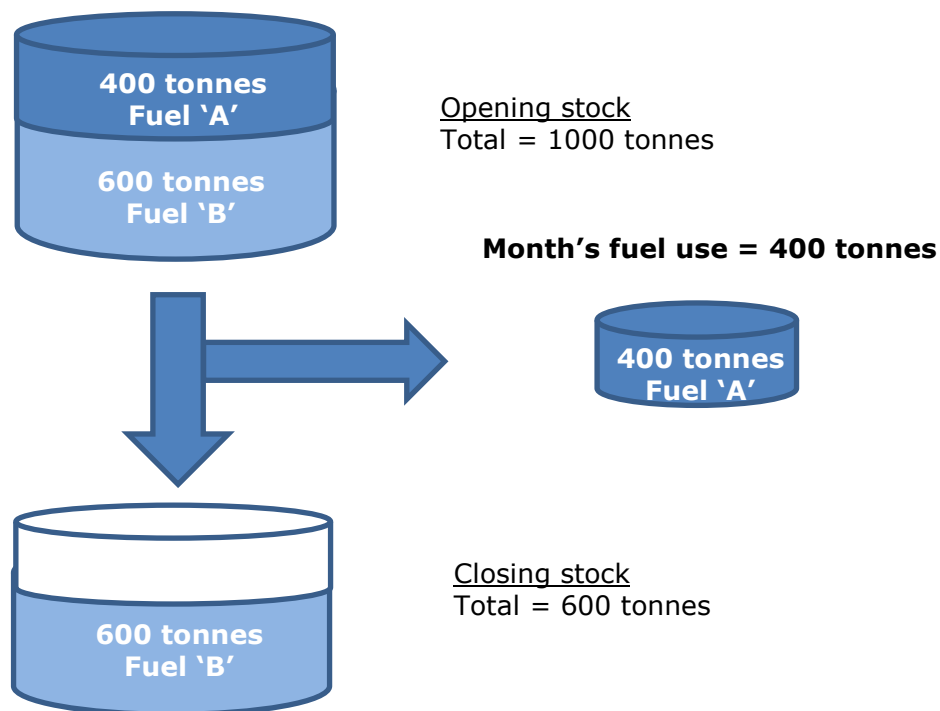 400 tonnes
Fuel ‘A’
600 tonnes
Fuel ‘B’
Opening stock
Total = 1000 tonnes
Month’s fuel use = 400 tonnes
400 tonnes
Fuel ‘A’
Closing stock
Total = 600 tonnes
600 tonnes
Fuel ‘B’